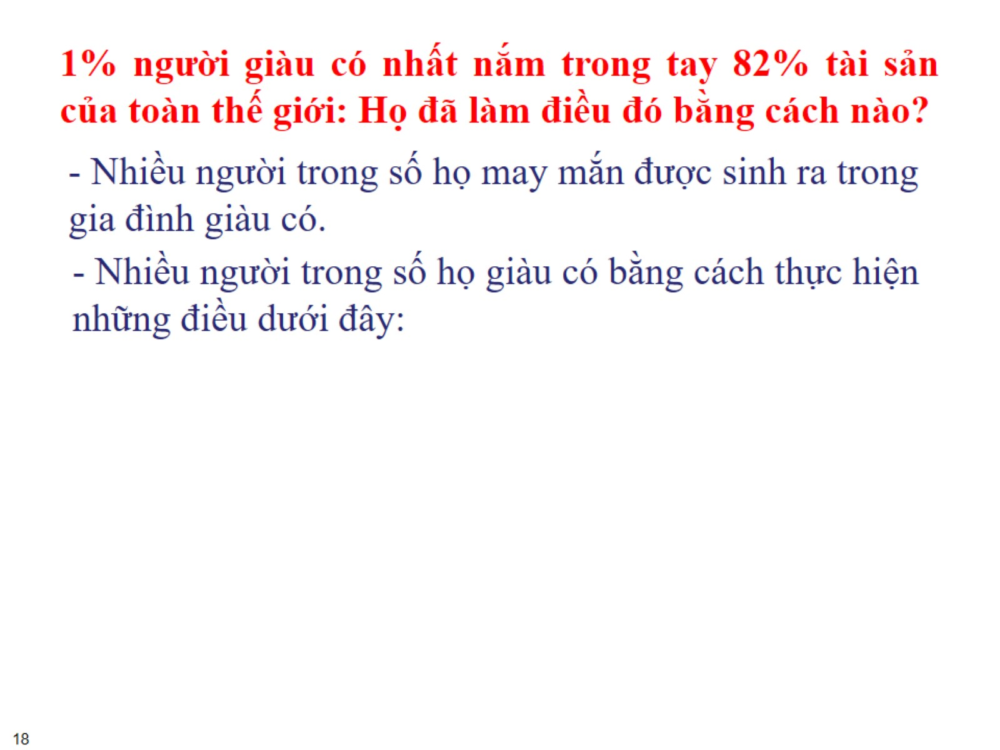 1% người giàu có nhất nắm trong tay 82% tài sản
của toàn thế giới: Họ đã làm điều đó bằng cách nào?
- Nhiều người trong số họ may mắn được sinh ra trong
gia đình giàu có.
- Nhiều người trong số họ giàu có bằng cách thực hiện
những điều dưới đây:
18